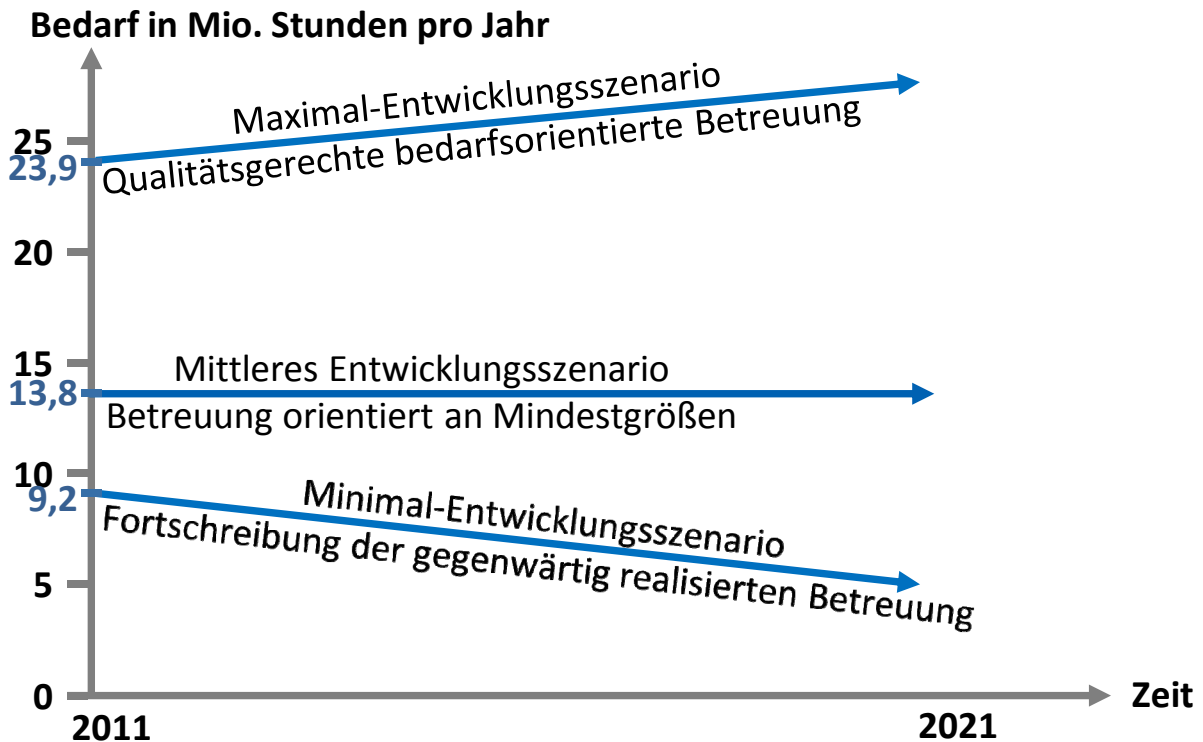 Bedarf in Mio. Stunden pro Jahr
Maximal-Entwicklungsszenario
25
23,9
Qualitätsgerechte bedarfsorientierte Betreuung
20
15
Mittleres Entwicklungsszenario
13,8
Betreuung orientiert an Mindestgrößen
10
9,2
Minimal-Entwicklungsszenario
Fortschreibung der gegenwärtig realisierten Betreuung
5
0
Zeit
2011
2021